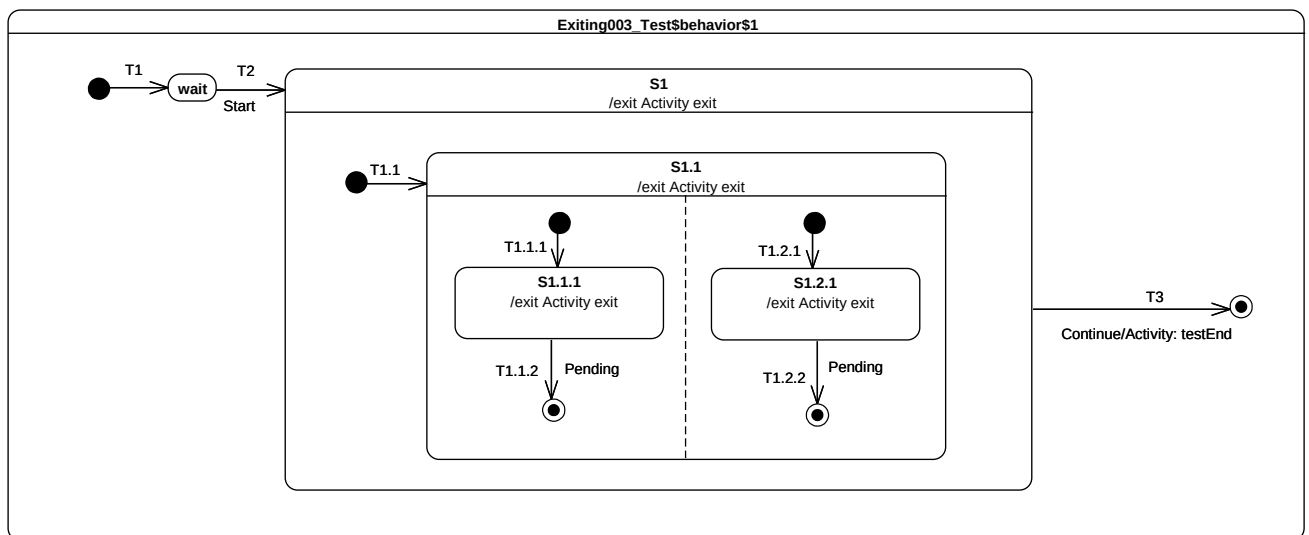 Exiting003_Test$behavior$1
T1
wait
T2
Start
S1
/exit Activity exit
T1.1
S1.1
/exit Activity exit
T1.1.1
S1.1.1
/exit Activity exit
T1.1.2
Pending
T1.2.1
S1.2.1
/exit Activity exit
T1.2.2
Pending
T3
Continue/Activity: testEnd